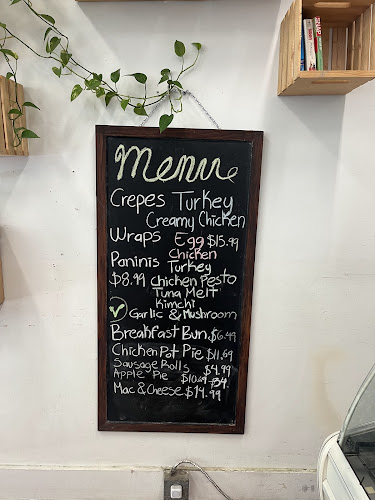 Menu
Crepes Turkey
Creamy Chicken
Wraps Egg $15.99
Chicken
Paninis Turkey
$8.99 Chicken Pesto
Tuna Melt
Kimchi
Garlic & Mushroom
Breakfast Bun $6.49
Chicken Pot Pie $11.69
Sausage Rolls $4.99
Apple Pie
Mac & Cheese $14.99